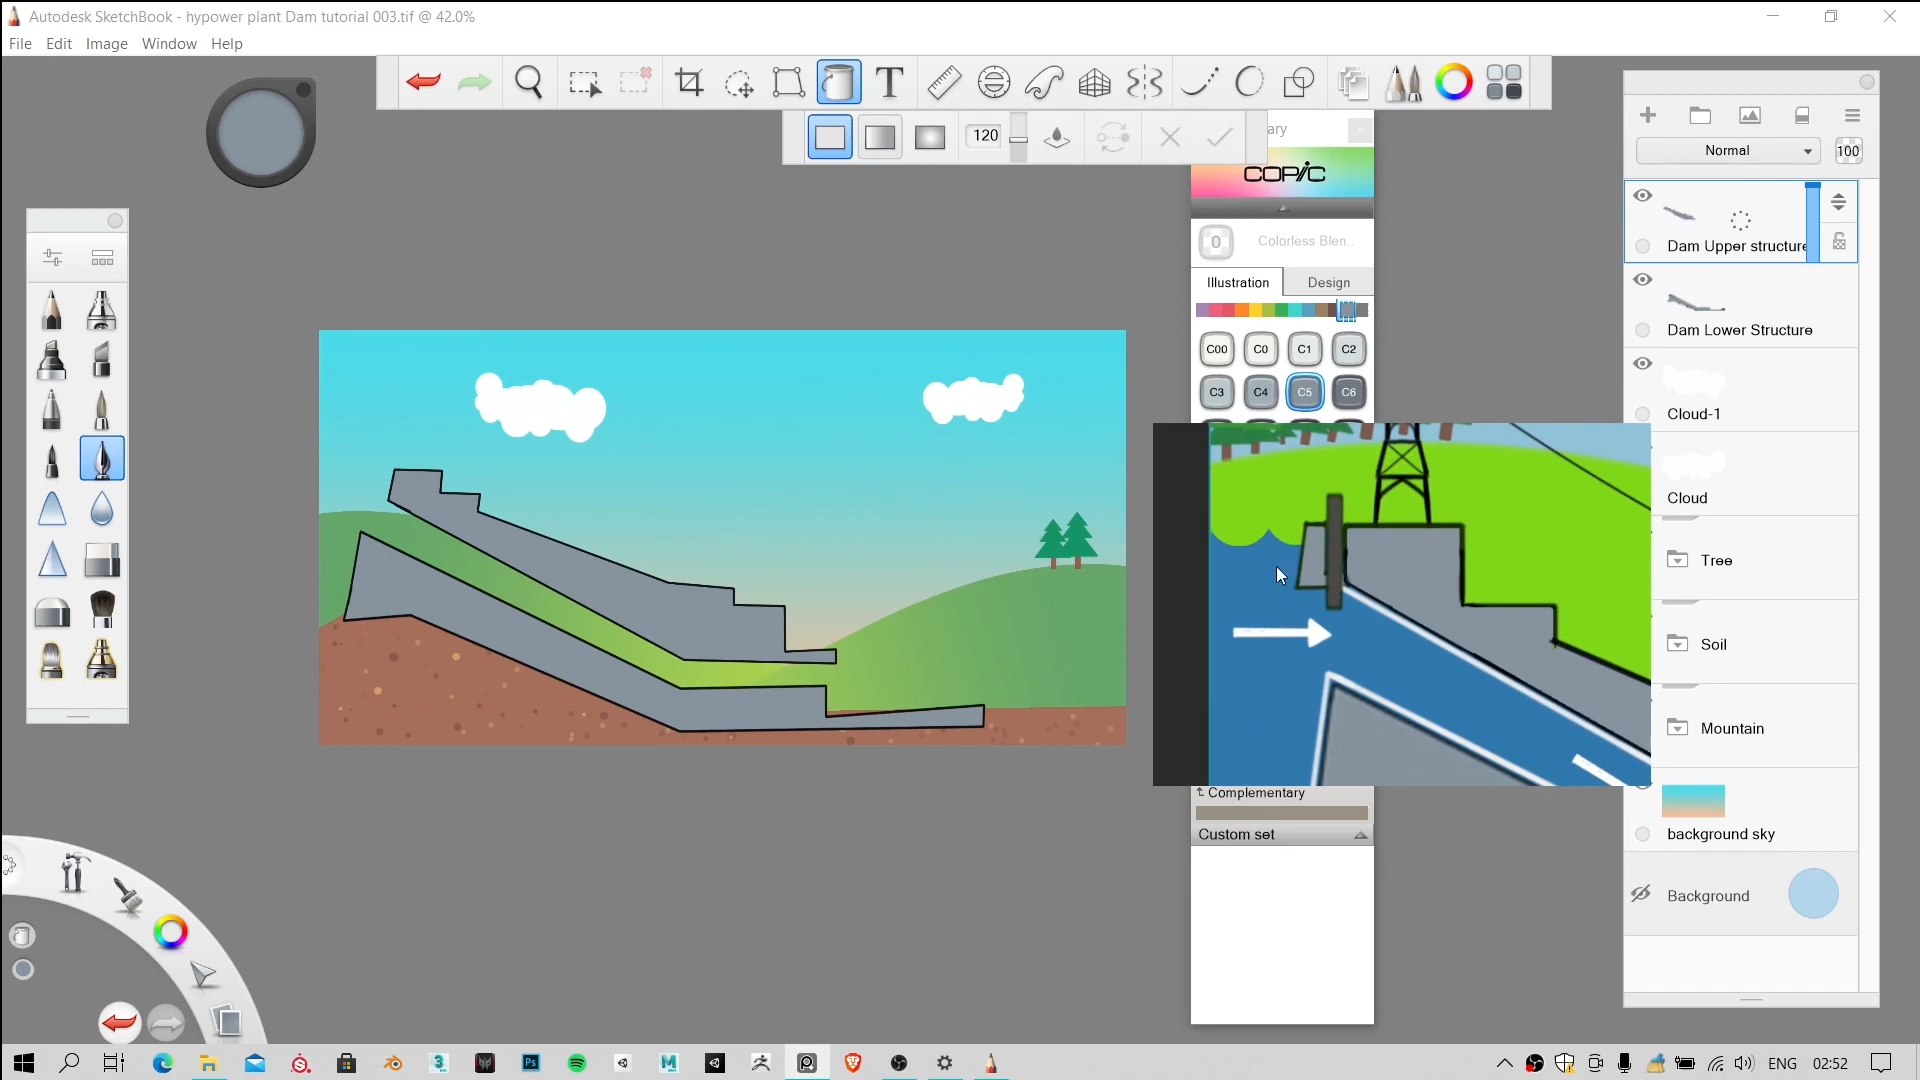 Autodesk SketchBook - hypower plant Dam tutorial 003.tif @ 42.0%
File Edit Image Window Help
T
120
ary
COPIC
0 Colorless Blen..
Illustration Design
C00 C0 C1 C2
C3 C4 C5 C6
Complementary
Custom set
Normal 100
Dam Upper structure
Dam Lower Structure
Cloud-1
Cloud
Tree
Soil
Mountain
background sky
Background
ENG 02:52